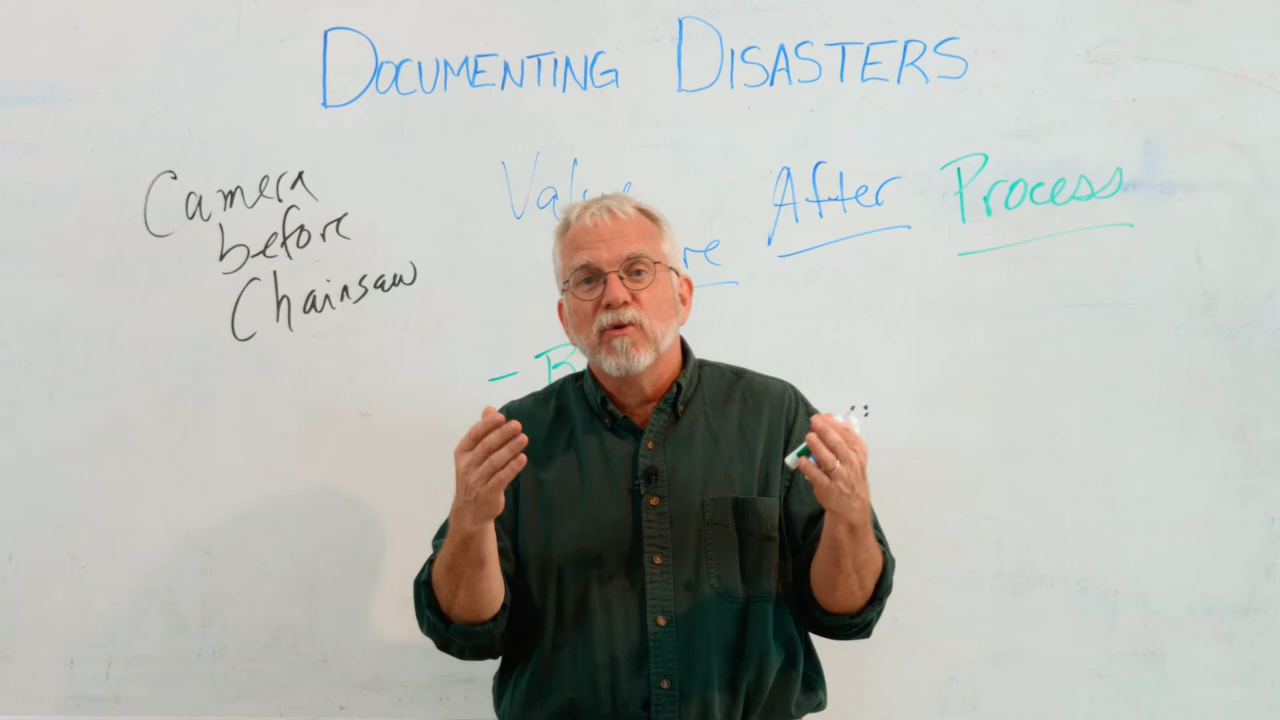 DOCUMENTING DISASTERS
Camera
before
Chainsaw
After Process